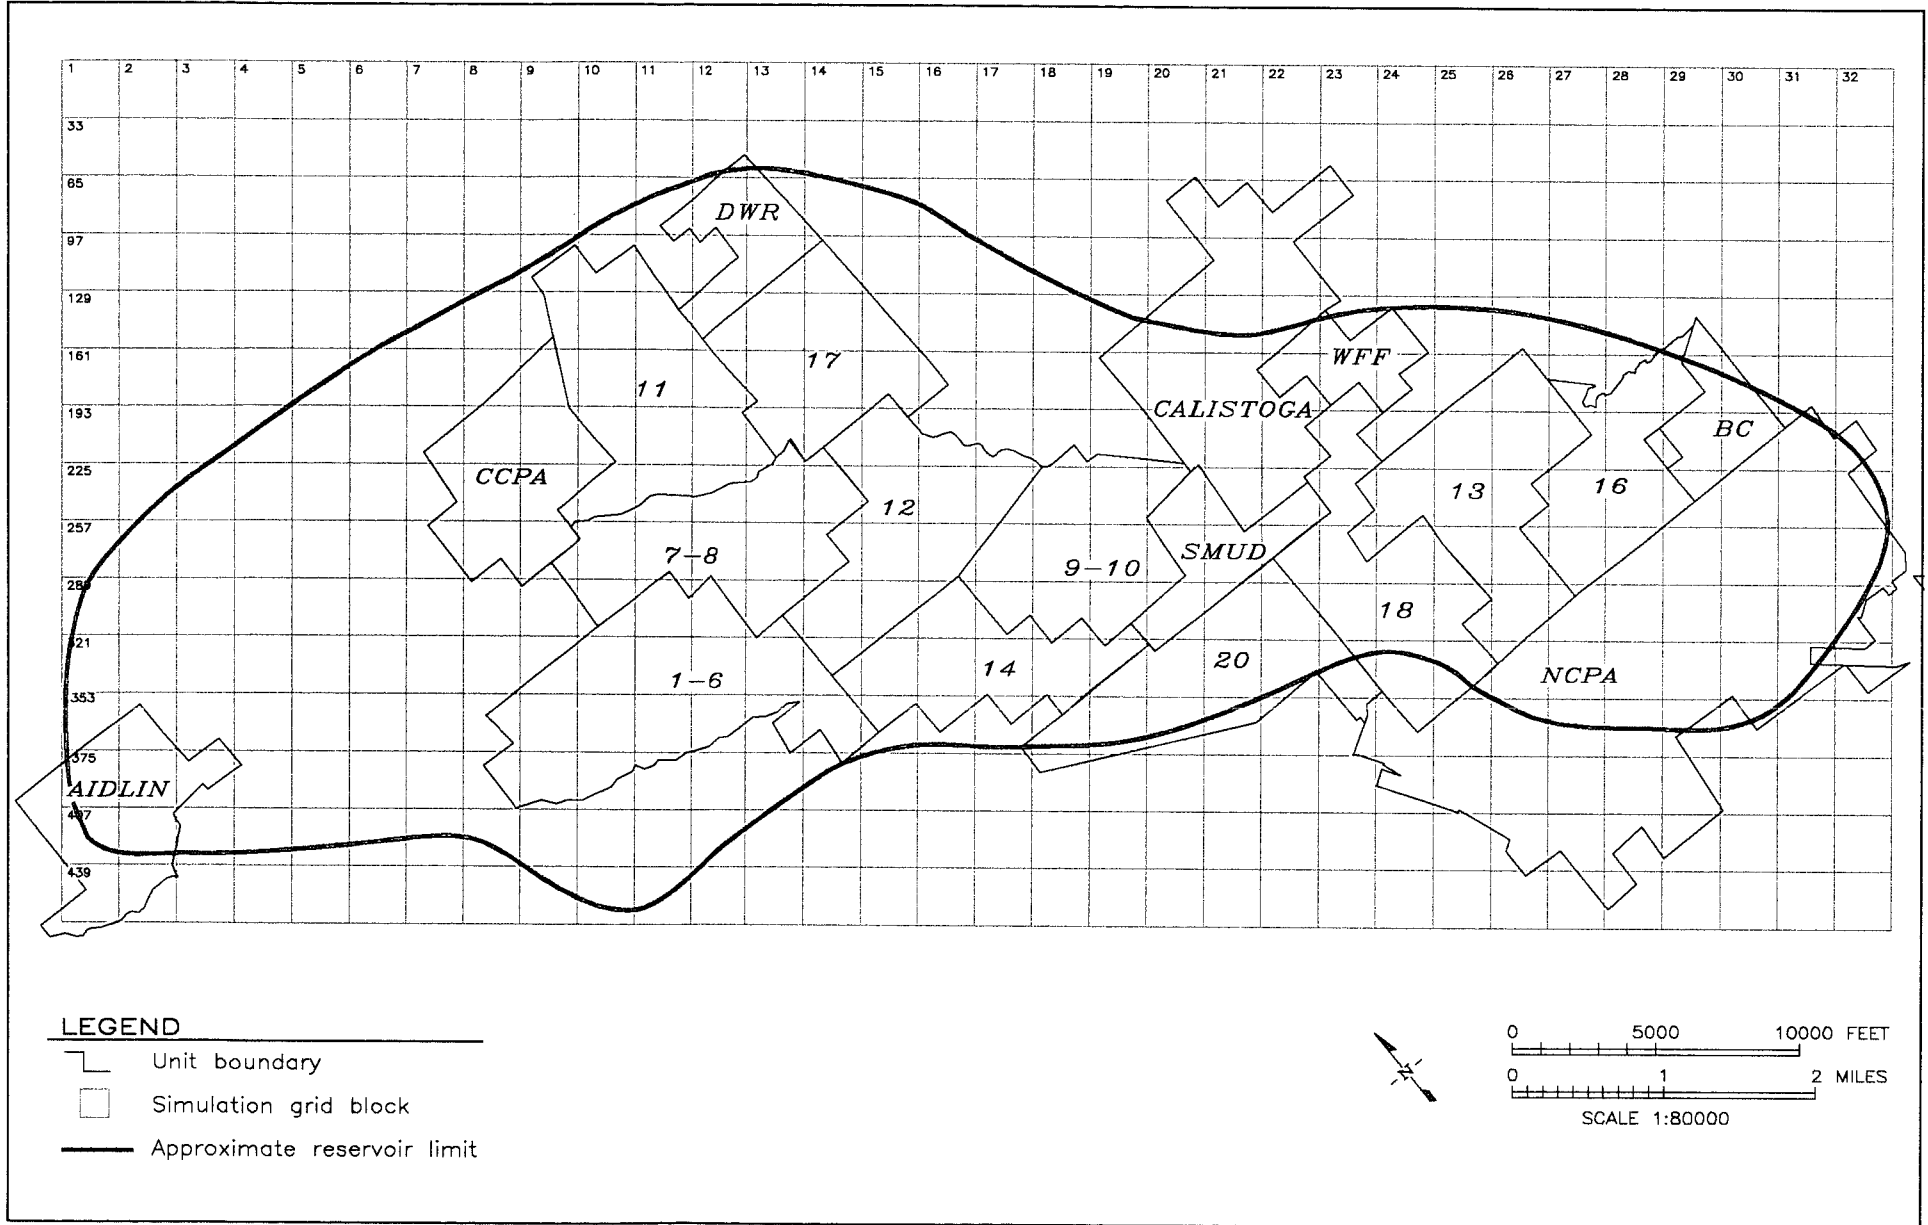 1 2 3 4 5 6 7 8 9 10 11 12 13 14 15 16 17 18 19 20 21 22 23 24 25 26 27 28 29 30 31 32
33
65
DWR
97
129
161
17
WFF
11
193
CALISTOGA
BC
225
CCPA
13
16
12
257
7-8
SMUD
9-10
289
18
321
20
14
NCPA
1-6
353
375
AIDLIN
407
439
LEGEND
Unit boundary
Simulation grid block
Approximate reservoir limit
N
0 5000 10000 FEET
0 1 2 MILES
SCALE 1:80000